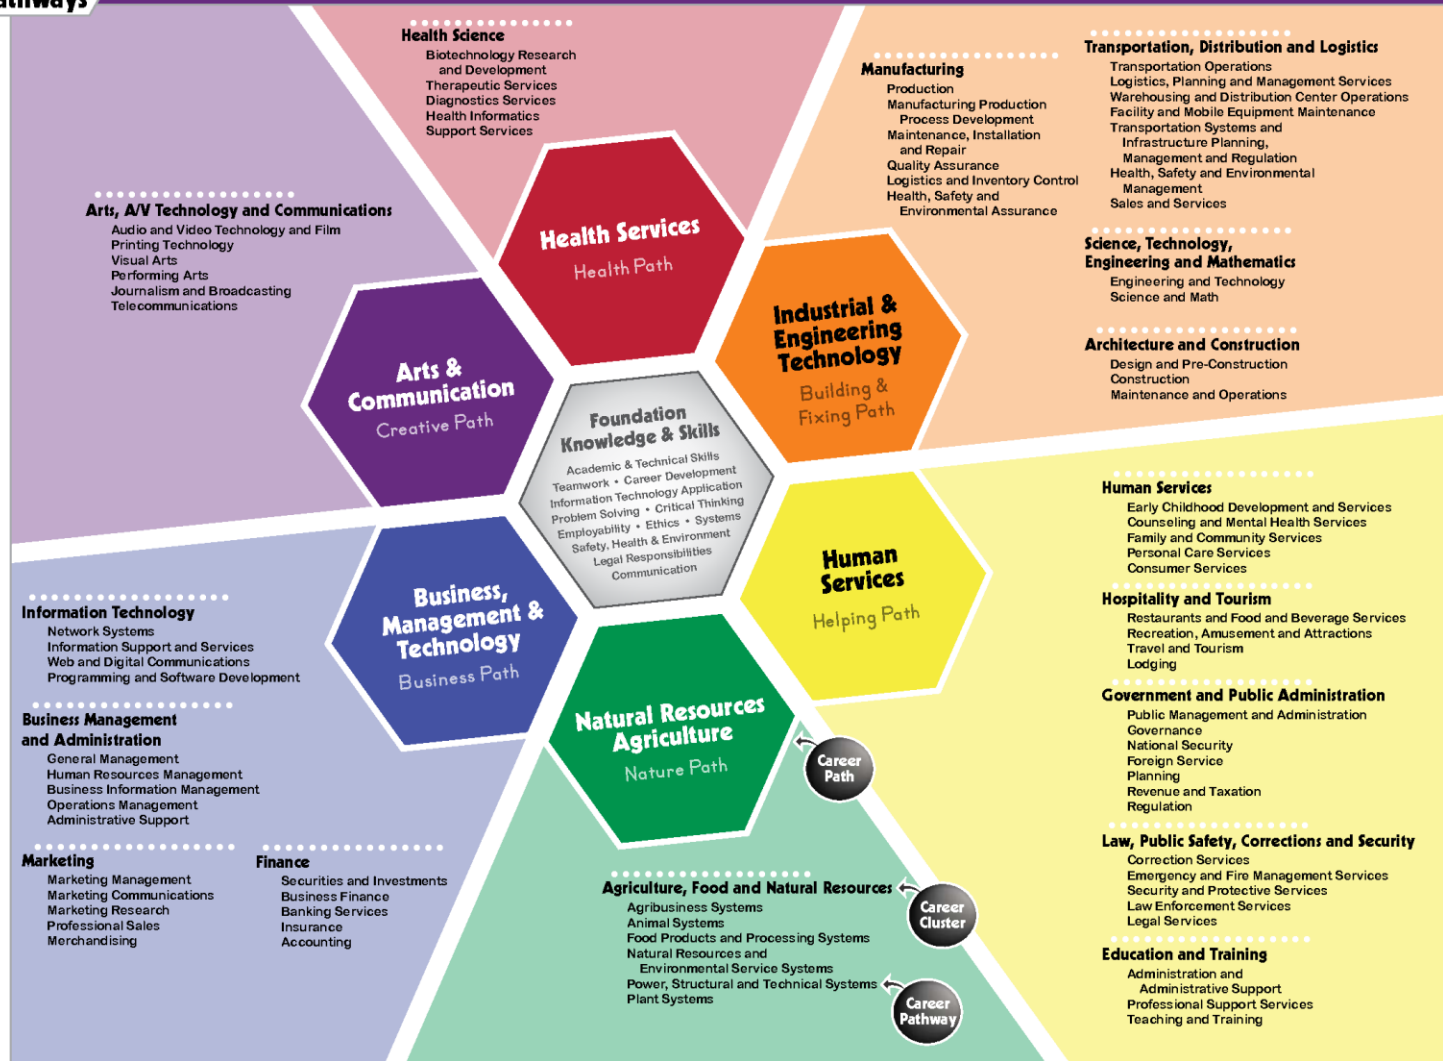 Pathways
Health Science
Biotechnology Research
and Development
Therapeutic Services
Diagnostics Services
Health Informatics
Support Services
Manufacturing
Production
Manufacturing Production
Process Development
Maintenance, Installation
and Repair
Quality Assurance
Logistics and Inventory Control
Health, Safety and
Environmental Assurance
Transportation, Distribution and Logistics
Transportation Operations
Logistics, Planning and Management Services
Warehousing and Distribution Center Operations
Facility and Mobile Equipment Maintenance
Transportation Systems and
Infrastructure Planning,
Management and Regulation
Health, Safety and Environmental
Management
Sales and Services
Science, Technology,
Engineering and Mathematics
Engineering and Technology
Science and Math
Architecture and Construction
Design and Pre-Construction
Construction
Maintenance and Operations
Arts, A/V Technology and Communications
Audio and Video Technology and Film
Printing Technology
Visual Arts
Performing Arts
Journalism and Broadcasting
Telecommunications
Health Services
Health Path
Industrial &
Engineering
Technology
Building &
Fixing Path
Arts &
Communication
Creative Path
Foundation
Knowledge & Skills
Academic & Technical Skills
Teamwork • Career Development
Information Technology Application
Problem Solving • Critical Thinking
Employability • Ethics • Systems
Safety, Health & Environment
Legal Responsibilities
Communication
Human
Services
Helping Path
Business,
Management &
Technology
Business Path
Natural Resources
Agriculture
Nature Path
Career
Path
Human Services
Early Childhood Development and Services
Counseling and Mental Health Services
Family and Community Services
Personal Care Services
Consumer Services
Hospitality and Tourism
Restaurants and Food and Beverage Services
Recreation, Amusement and Attractions
Travel and Tourism
Lodging
Government and Public Administration
Public Management and Administration
Governance
National Security
Foreign Service
Planning
Revenue and Taxation
Regulation
Law, Public Safety, Corrections and Security
Correction Services
Emergency and Fire Management Services
Security and Protective Services
Law Enforcement Services
Legal Services
Education and Training
Administration and
Administrative Support
Professional Support Services
Teaching and Training
Information Technology
Network Systems
Information Support and Services
Web and Digital Communications
Programming and Software Development
Business Management
and Administration
General Management
Human Resources Management
Business Information Management
Operations Management
Administrative Support
Marketing
Marketing Management
Marketing Communications
Marketing Research
Professional Sales
Merchandising
Finance
Securities and Investments
Business Finance
Banking Services
Insurance
Accounting
Agriculture, Food and Natural Resources
Agribusiness Systems
Animal Systems
Food Products and Processing Systems
Natural Resources and
Environmental Service Systems
Power, Structural and Technical Systems
Plant Systems
Career
Cluster
Career
Pathway